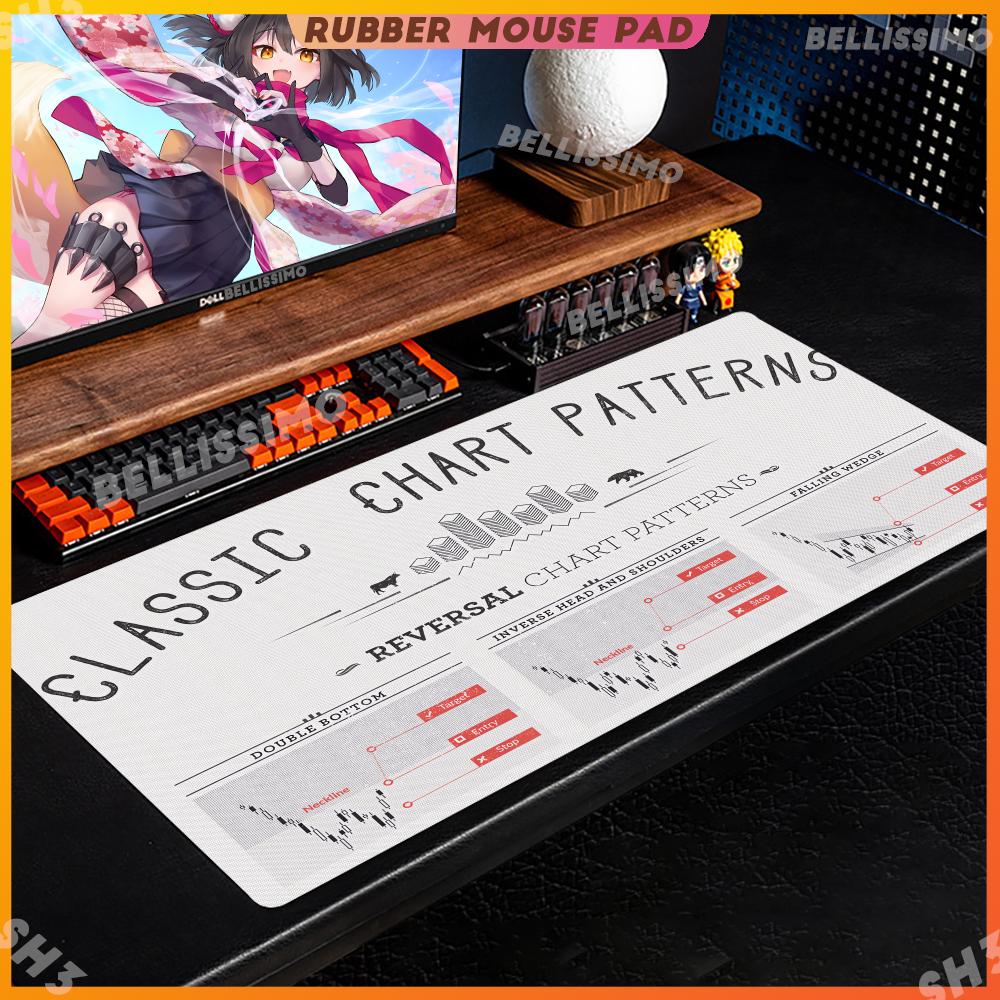 RUBBER MOUSE PAD
BELLISSIMO
BELLISSIMO
DELL
BELLISSIMO
BELLISSIMO
BELLISSIMO
CLASSIC CHART PATTERNS
REVERSAL CHART PATTERNS
FALLING WEDGE
Target
Entry
INVERSE HEAD AND SHOULDERS
Target
Entry
Stop
Neckline
DOUBLE BOTTOM
Target
Entry
Stop
Neckline
SH3
SH3